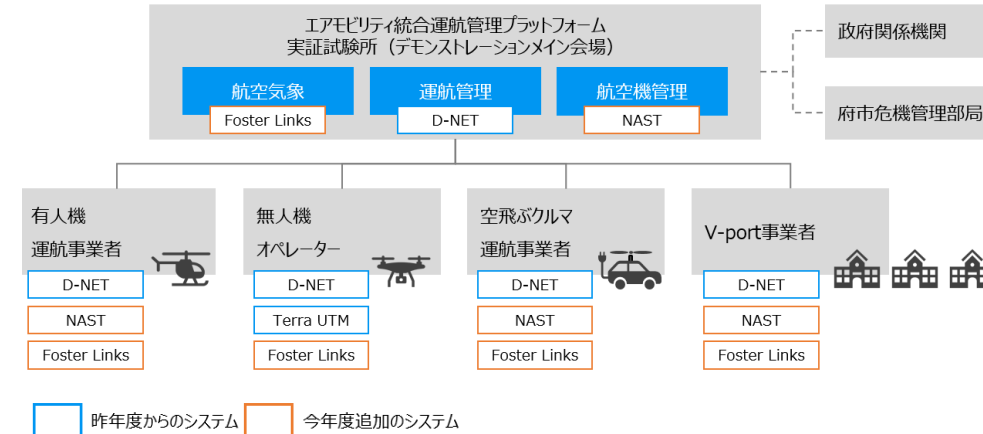 エアモビリティ統合運航管理プラットフォーム
実証試験所（デモンストレーションメイン会場）
航空気象
Foster Links
運航管理
D-NET
航空機管理
NAST
政府関係機関
府市危機管理部局
有人機
運航事業者
D-NET
NAST
Foster Links
無人機
オペレーター
D-NET
Terra UTM
Foster Links
空飛ぶクルマ
運航事業者
D-NET
NAST
Foster Links
V-port事業者
D-NET
NAST
Foster Links
昨年度からのシステム
今年度追加のシステム